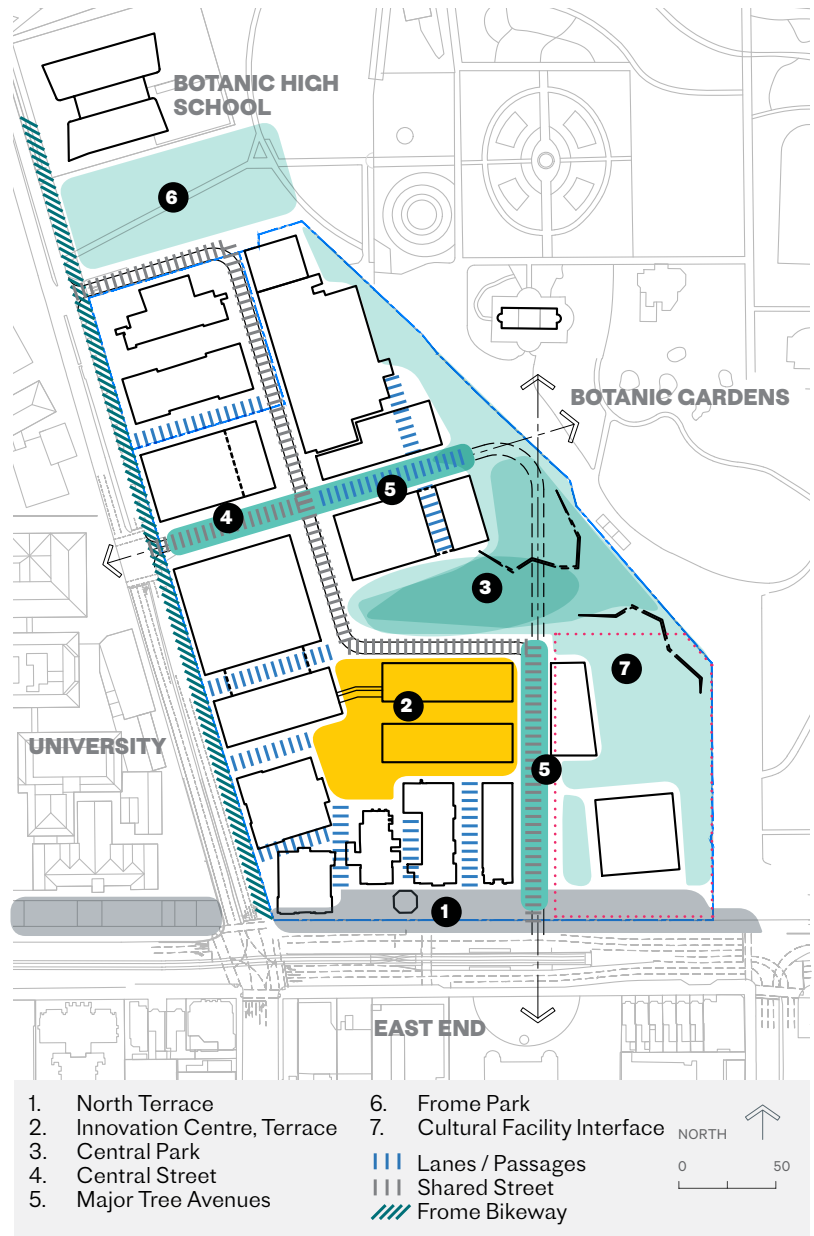 BOTANIC HIGH
SCHOOL
6
BOTANIC GARDENS
5
4
3
7
2
UNIVERSITY
5
1
EAST END
1. North Terrace
2. Innovation Centre, Terrace
3. Central Park
4. Central Street
5. Major Tree Avenues
6. Frome Park
7. Cultural Facility Interface
Lanes / Passages
Shared Street
Frome Bikeway
NORTH
0 50